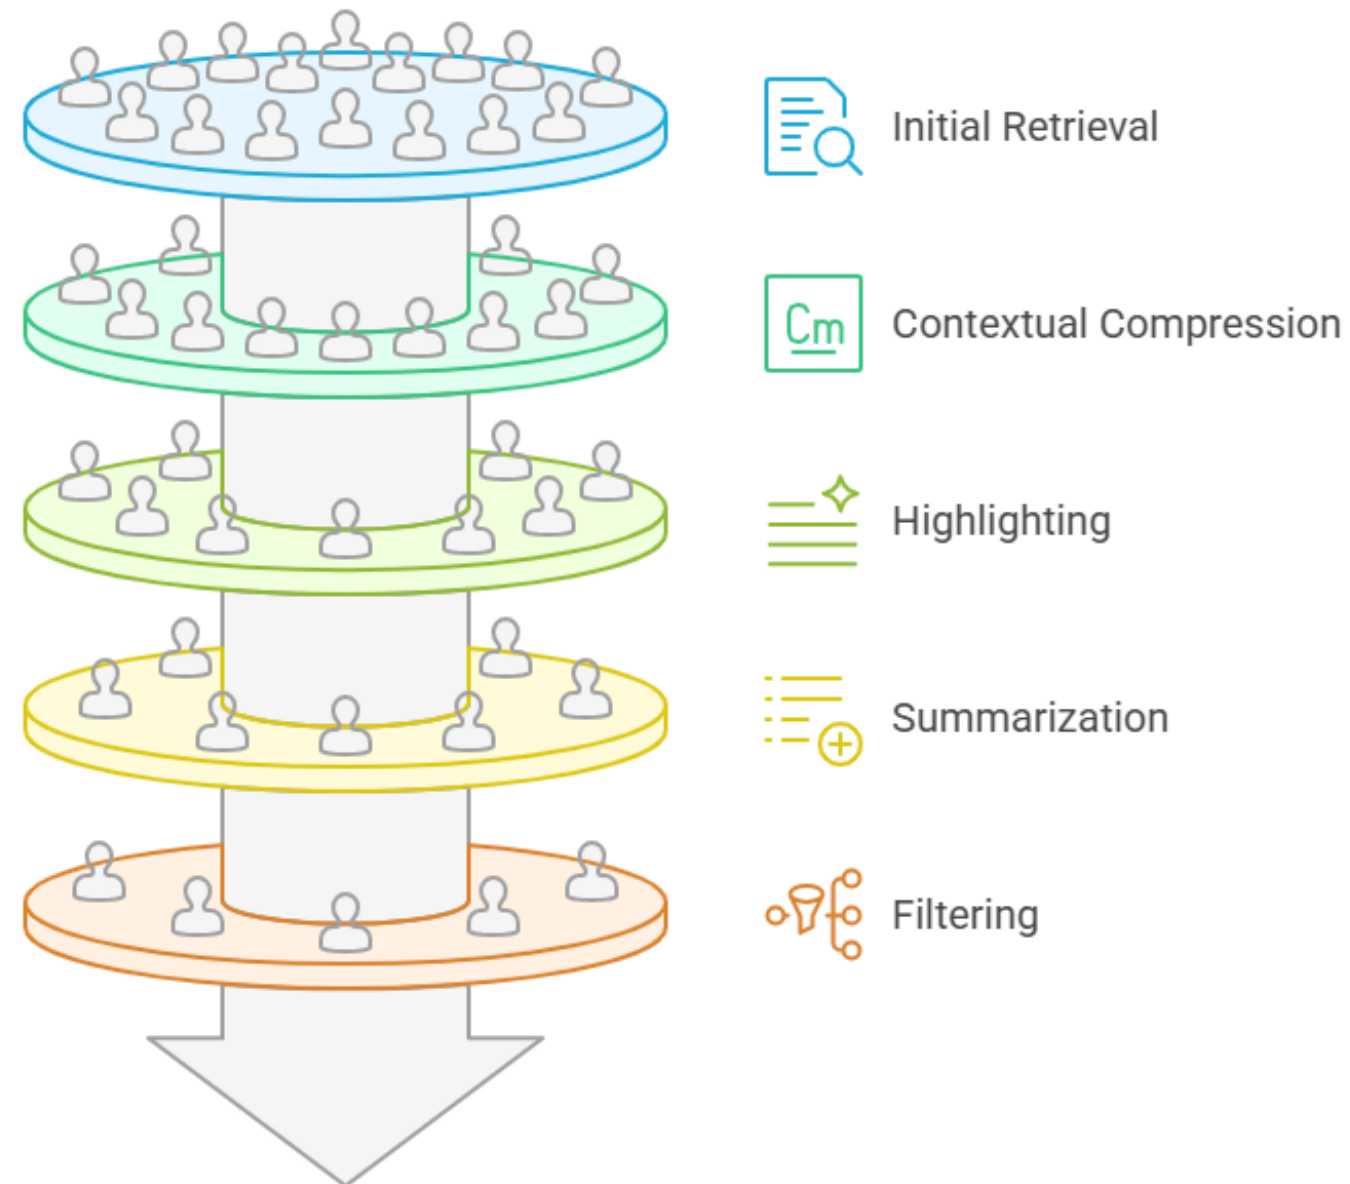 Initial Retrieval
Cm
Contextual Compression
Highlighting
Summarization
Filtering